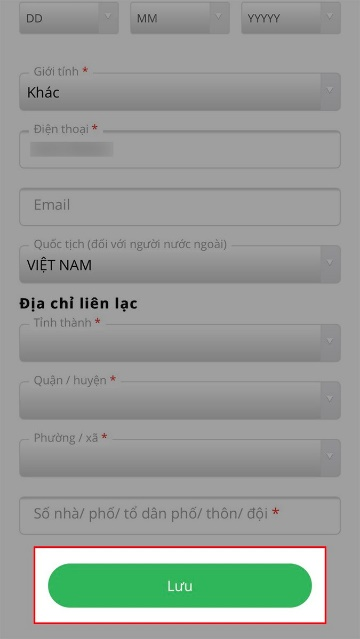 DD MM YYYYY
Giới tính *
Khác
Điện thoại *
Email
Quốc tịch (đối với người nước ngoài)
VIỆT NAM
Địa chỉ liên lạc
Tỉnh thành *
Quận / huyện *
Phường / xã *
Số nhà/ phố/ tổ dân phố/ thôn/ đội *
Lưu